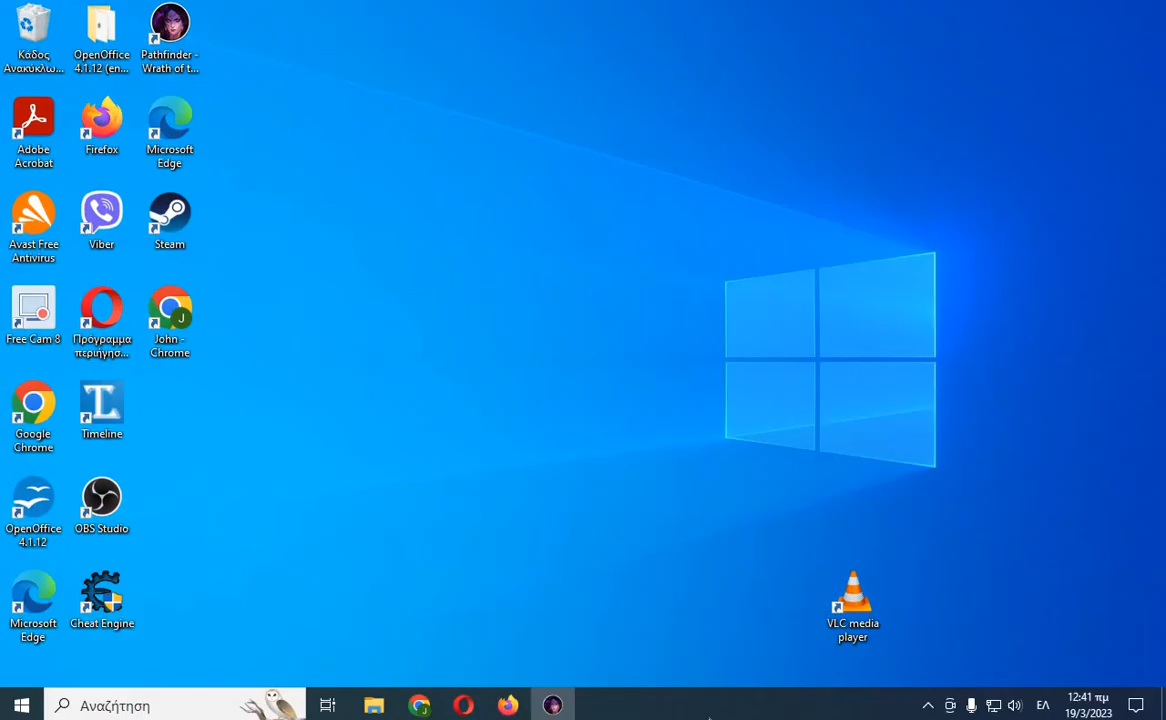 Κάδος
Ανακύκλω...
OpenOffice
4.1.12 (en...
Pathfinder -
Wrath of t...
Adobe
Acrobat
Firefox
Microsoft
Edge
Avast Free
Antivirus
Viber
Steam
Free Cam 8
Πρόγραμμα
περιήγησ...
John -
Chrome
J
Google
Chrome
Timeline
OpenOffice
4.1.12
OBS Studio
Microsoft
Edge
Cheat Engine
VLC media
player
Αναζήτηση
ΕΛ
12:41 πμ
19/3/2023